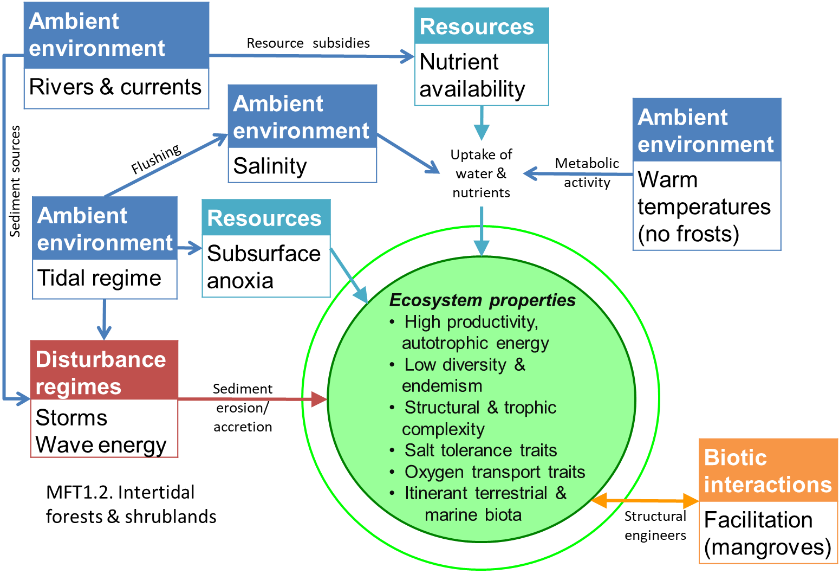 Ambient
environment
Rivers & currents
Resource subsidies
Resources
Nutrient
availability
Sediment sources
Flushing
Ambient
environment
Salinity
Uptake of
water &
nutrients
Metabolic
activity
Ambient
environment
Warm
temperatures
(no frosts)
Ambient
environment
Tidal regime
Resources
Subsurface
anoxia
Ecosystem properties
• High productivity,
autotrophic energy
• Low diversity &
endemism
• Structural & trophic
complexity
• Salt tolerance traits
• Oxygen transport traits
• Itinerant terrestrial &
marine biota
Disturbance
regimes
Storms
Wave energy
Sediment
erosion/
accretion
MFT1.2. Intertidal
forests & shrublands
Structural
engineers
Biotic
interactions
Facilitation
(mangroves)